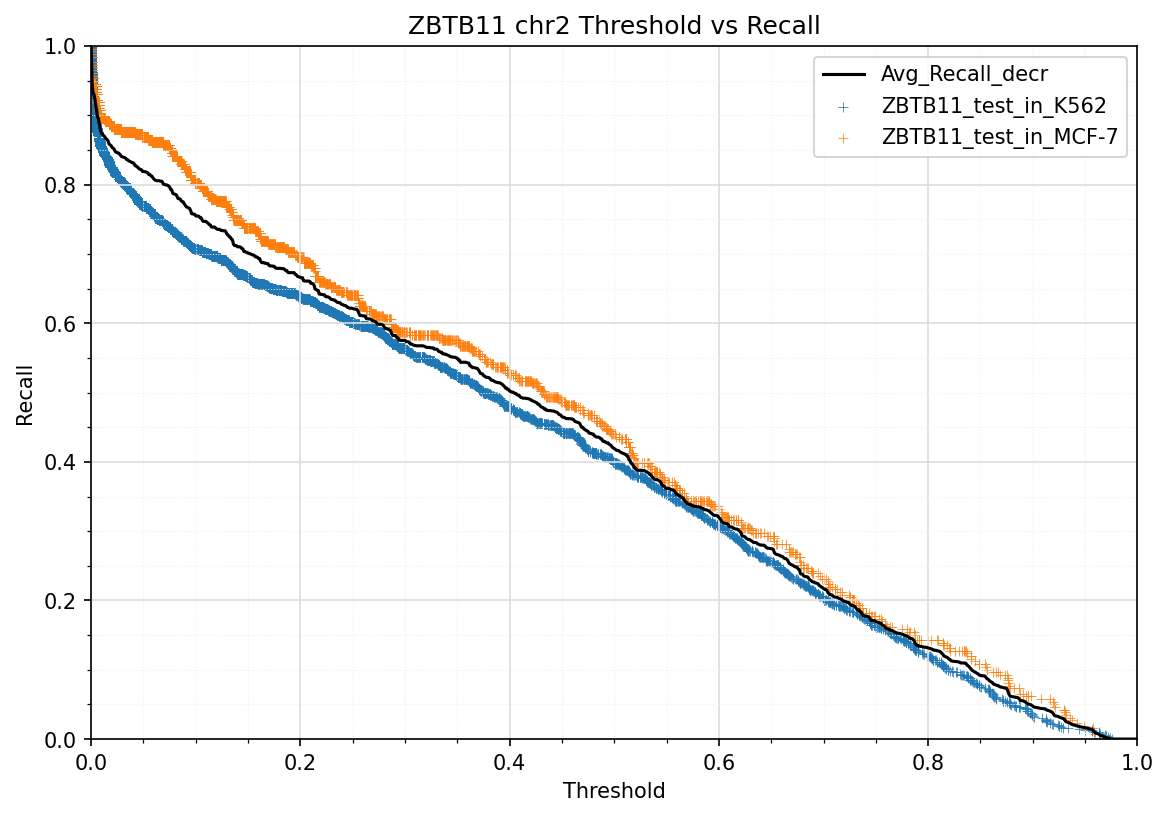 ZBTB11 chr2 Threshold vs Recall
Avg_Recall_decr
ZBTB11_test_in_K562
ZBTB11_test_in_MCF-7
Recall
1.0
0.8
0.6
0.4
0.2
0.0
0.0 0.2 0.4 0.6 0.8 1.0
Threshold